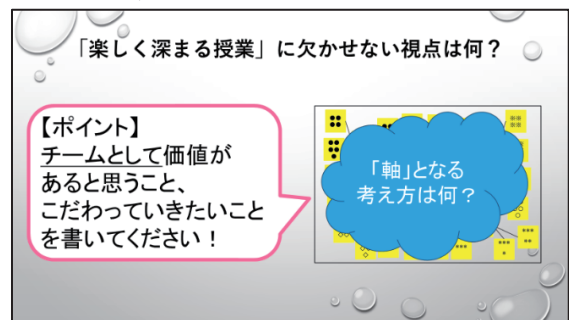 「楽しく深まる授業」に欠かせない視点は何？
【ポイント】
チームとして価値が
あると思うこと、
こだわっていきたいこと
を書いてください！
「軸」となる
考え方は何？